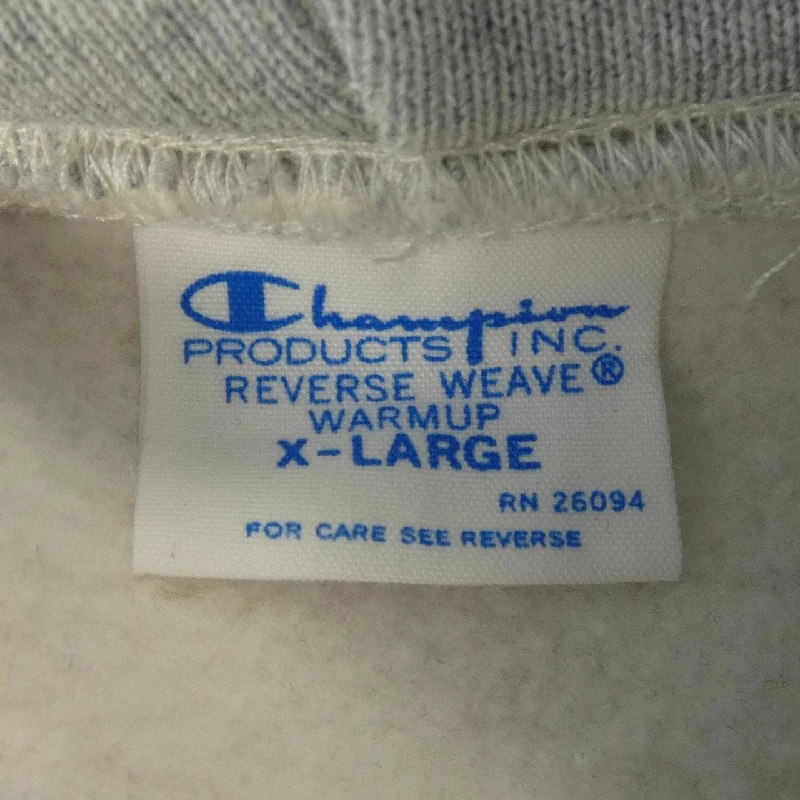 Champion
PRODUCTS INC.
REVERSE WEAVE®
WARMUP
X-LARGE
RN 26094
FOR CARE SEE REVERSE